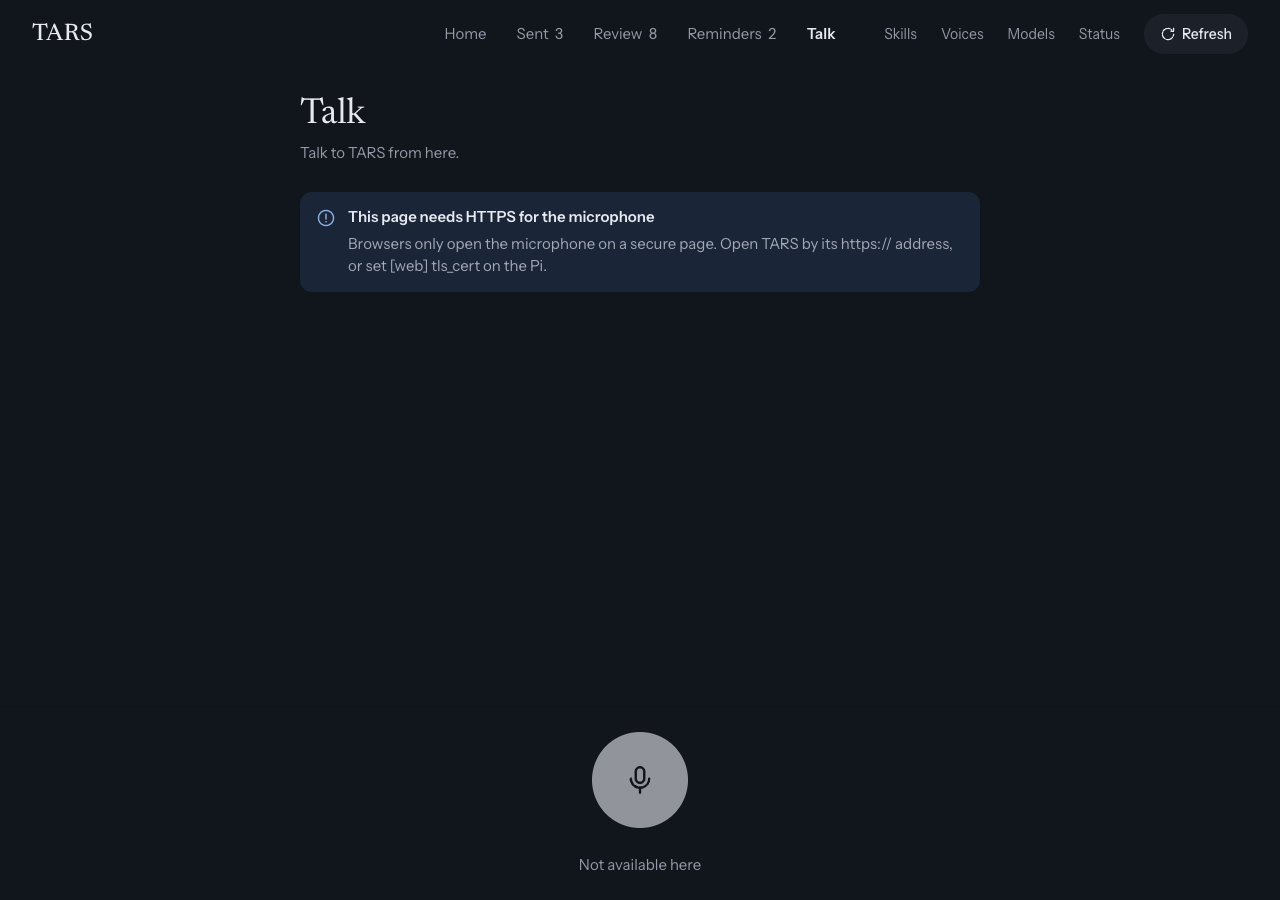 TARS
Home Sent 3 Review 8 Reminders 2 Talk Skills Voices Models Status Refresh
Talk
Talk to TARS from here.
This page needs HTTPS for the microphone
Browsers only open the microphone on a secure page. Open TARS by its https:// address,
or set [web] tls_cert on the Pi.
Not available here